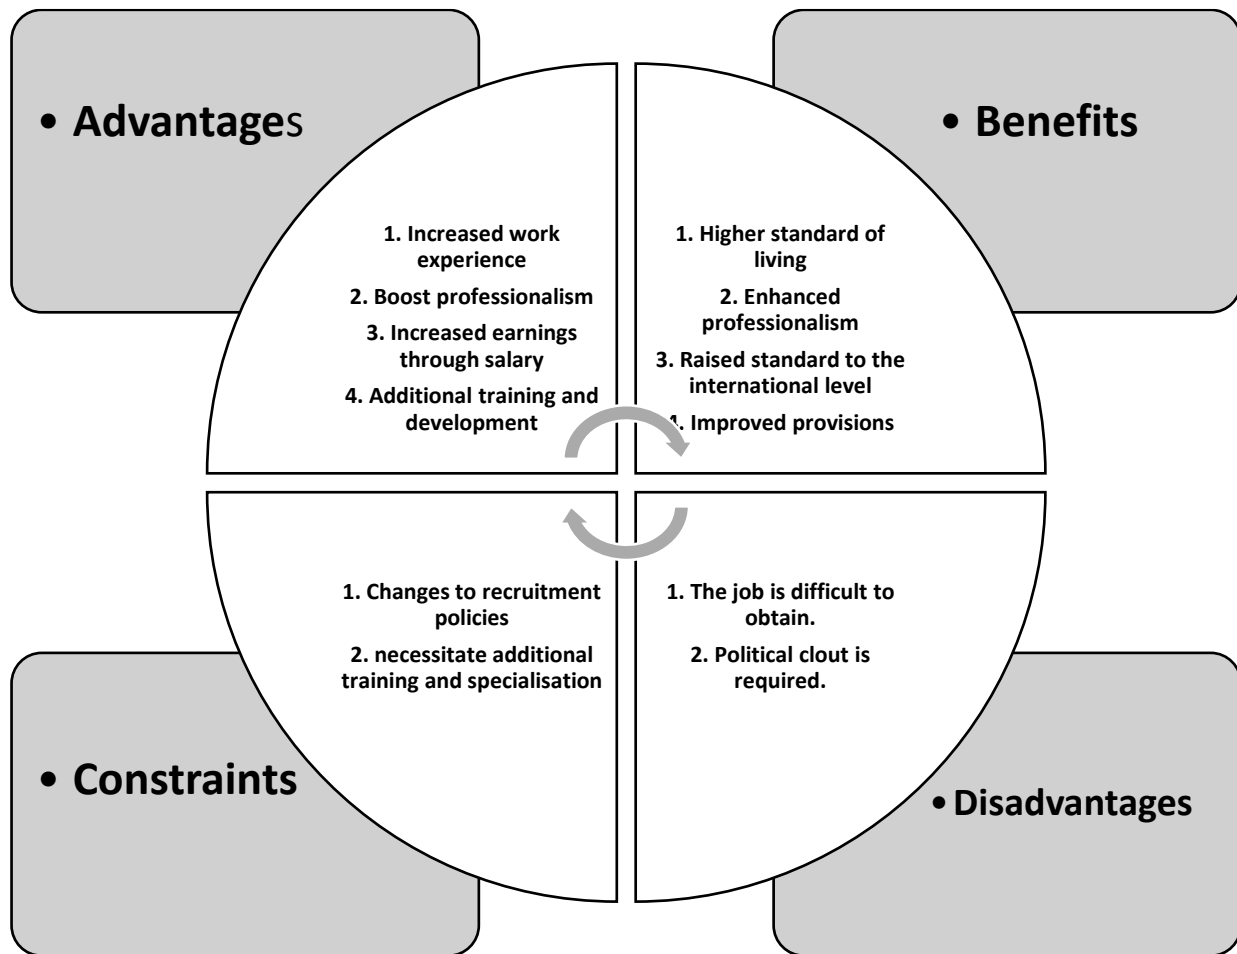 • Advantages
1. Increased work
experience
2. Boost professionalism
3. Increased earnings
through salary
4. Additional training and
development
• Benefits
1. Higher standard of
living
2. Enhanced
professionalism
3. Raised standard to the
international level
4. Improved provisions
• Constraints
1. Changes to recruitment
policies
2. necessitate additional
training and specialisation
• Disadvantages
1. The job is difficult to
obtain.
2. Political clout is
required.